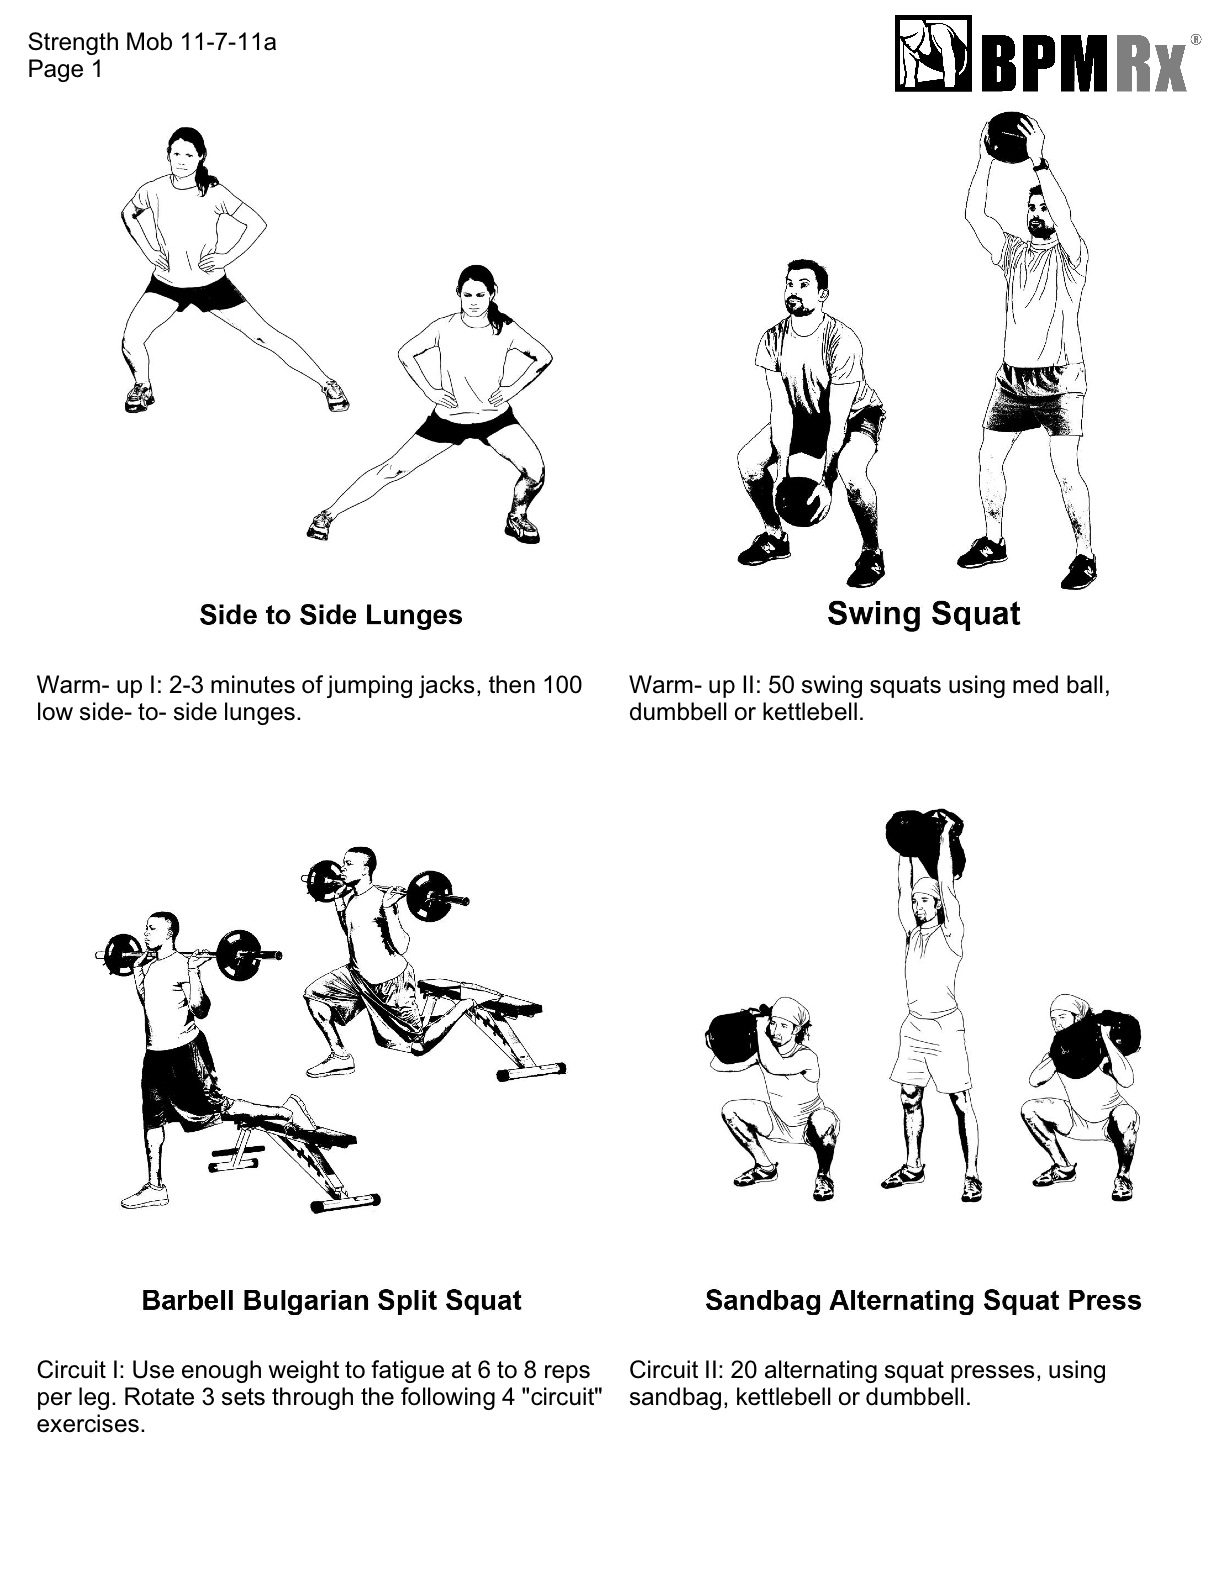 Strength Mob 11-7-11a
Page 1
BPMRx®
Side to Side Lunges
Warm- up I: 2-3 minutes of jumping jacks, then 100
low side- to- side lunges.
Swing Squat
Warm- up II: 50 swing squats using med ball,
dumbbell or kettlebell.
Barbell Bulgarian Split Squat
Circuit I: Use enough weight to fatigue at 6 to 8 reps
per leg. Rotate 3 sets through the following 4 "circuit"
exercises.
Sandbag Alternating Squat Press
Circuit II: 20 alternating squat presses, using
sandbag, kettlebell or dumbbell.